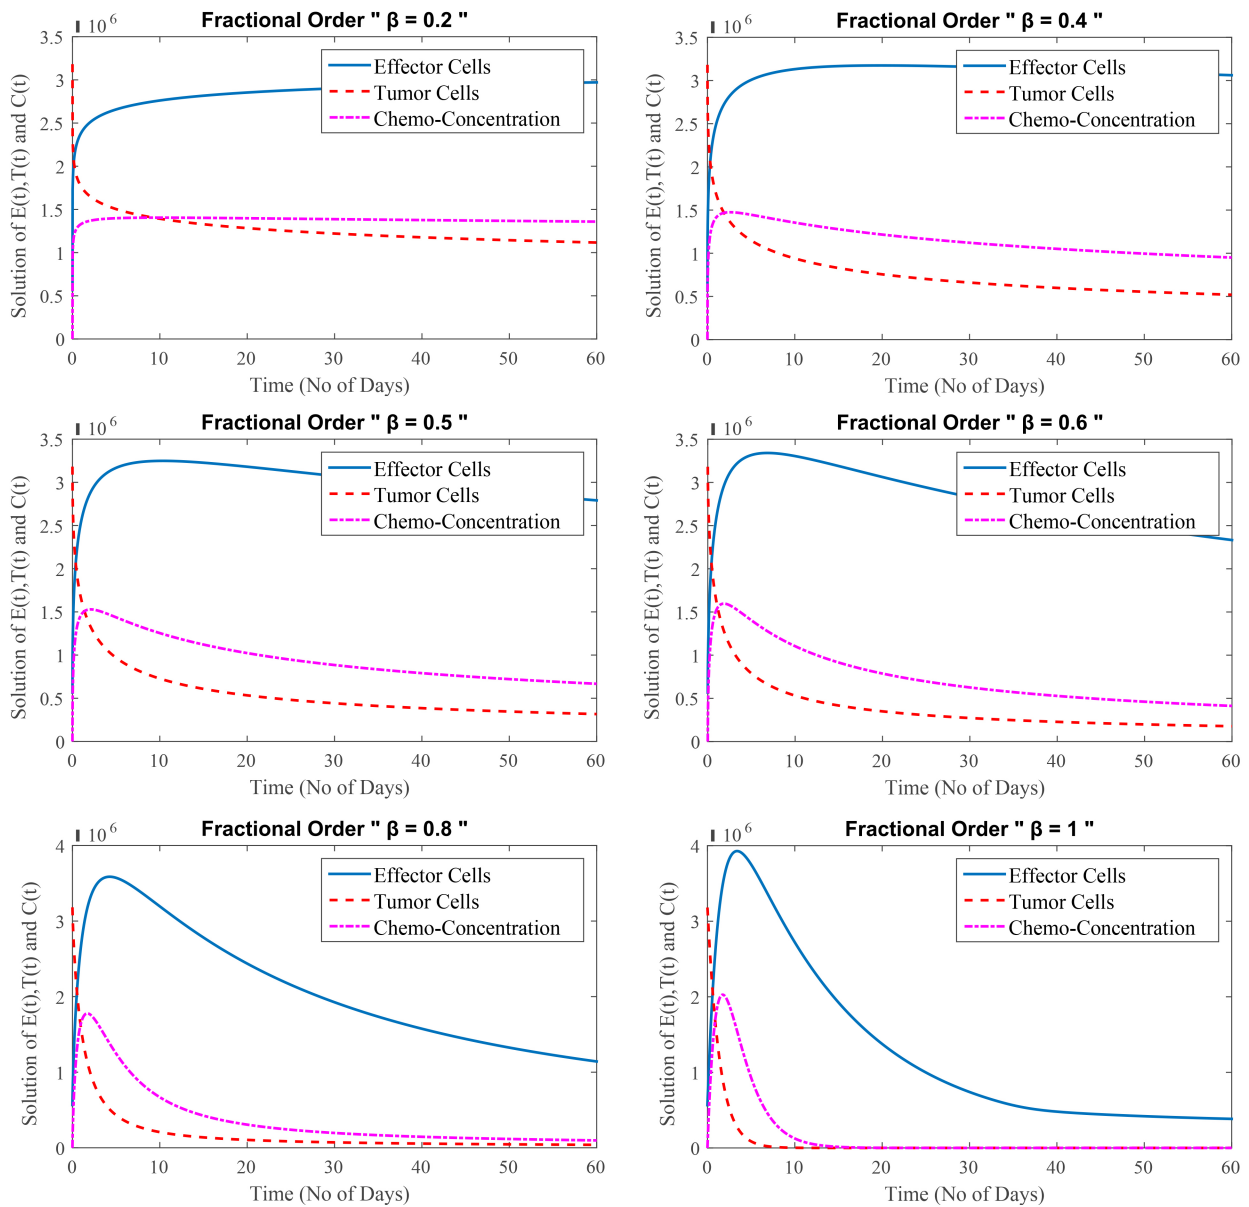 Fractional Order " β = 0.2 "
10 6
Solution of E(t),T(t) and C(t)
3.5
3
2.5
2
1.5
1
0.5
0
Effector Cells
Tumor Cells
Chemo-Concentration
0 10 20 30 40 50 60
Time (No of Days)
Fractional Order " β = 0.4 "
10 6
Solution of E(t),T(t) and C(t)
3.5
3
2.5
2
1.5
1
0.5
0
Effector Cells
Tumor Cells
Chemo-Concentration
0 10 20 30 40 50 60
Time (No of Days)
Fractional Order " β = 0.5 "
10 6
Solution of E(t),T(t) and C(t)
3.5
3
2.5
2
1.5
1
0.5
0
Effector Cells
Tumor Cells
Chemo-Concentration
0 10 20 30 40 50 60
Time (No of Days)
Fractional Order " β = 0.6 "
10 6
Solution of E(t),T(t) and C(t)
3.5
3
2.5
2
1.5
1
0.5
0
Effector Cells
Tumor Cells
Chemo-Concentration
0 10 20 30 40 50 60
Time (No of Days)
Fractional Order " β = 0.8 "
10 6
Solution of E(t),T(t) and C(t)
4
3
2
1
0
Effector Cells
Tumor Cells
Chemo-Concentration
0 10 20 30 40 50 60
Time (No of Days)
Fractional Order " β = 1 "
10 6
Solution of E(t),T(t) and C(t)
4
3
2
1
0
Effector Cells
Tumor Cells
Chemo-Concentration
0 10 20 30 40 50 60
Time (No of Days)